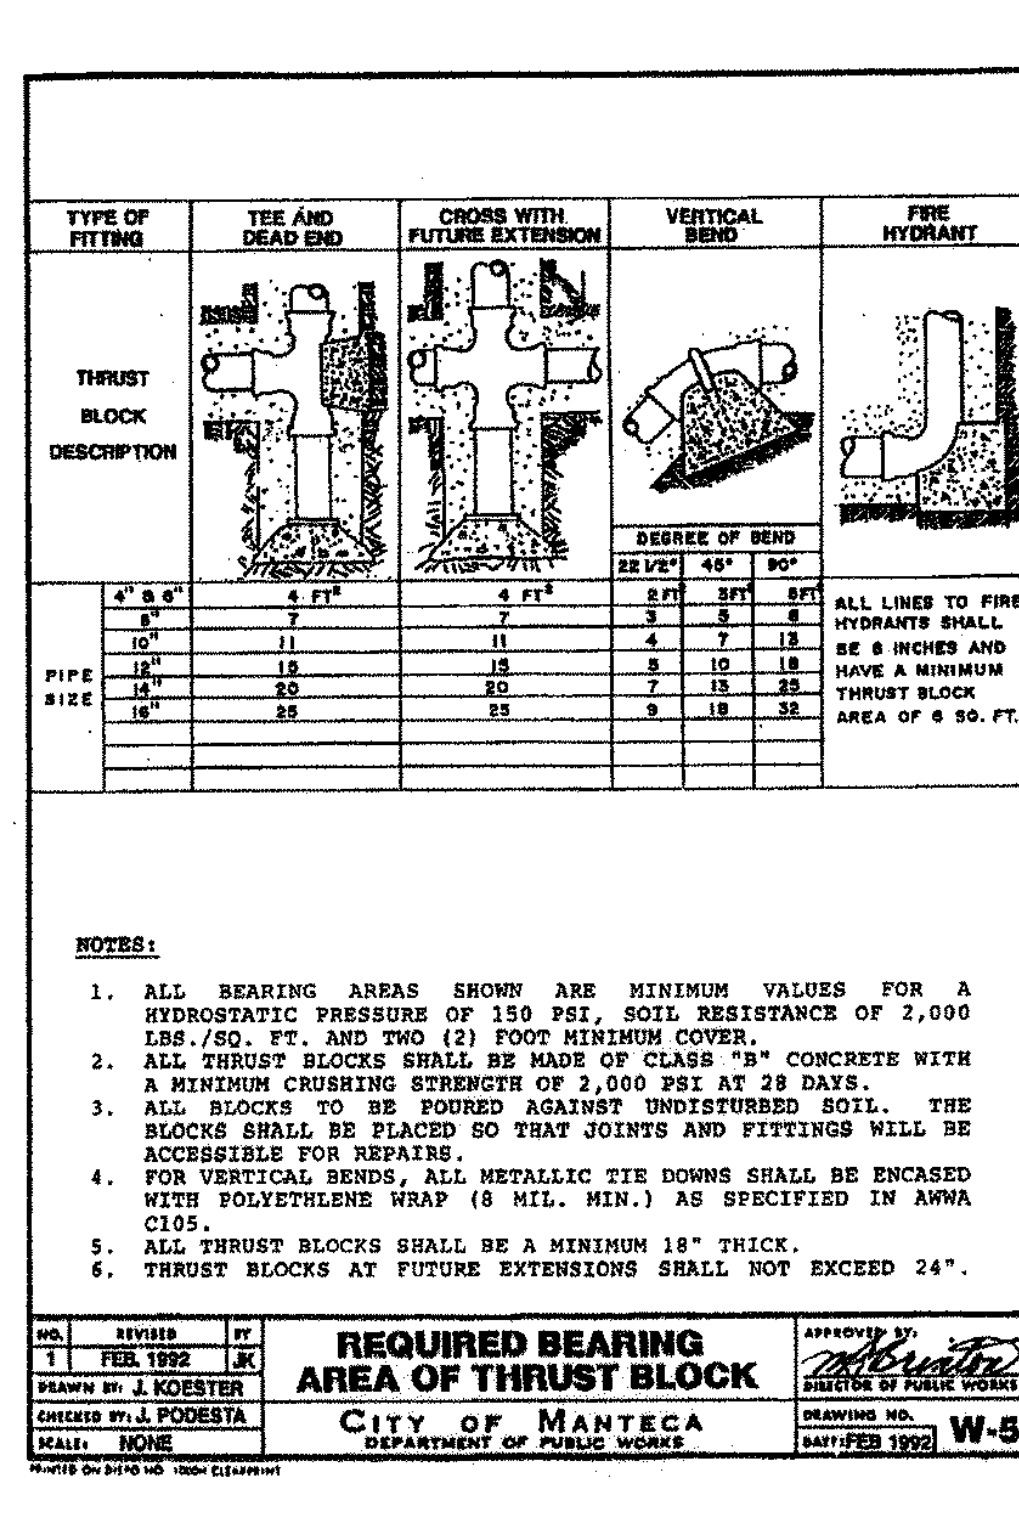 TYPE OF
FITTING
TEE AND
DEAD END
CROSS WITH
FUTURE EXTENSION
VERTICAL
BEND
FIRE
HYDRANT
THRUST
BLOCK
DESCRIPTION
DEGREE OF BEND
22 1/2° 45° 90°
PIPE
SIZE
4" & 6" 4 FT² 4 FT² 2 FT² 3FT²
8" 7 7 3 5 8
10" 11 11 4 7 13
12" 15 15 5 10 18
14" 20 20 7 13 25
16" 25 25 9 18 32
ALL LINES TO FIRE
HYDRANTS SHALL
BE 6 INCHES AND
HAVE A MINIMUM
THRUST BLOCK
AREA OF 6 SQ. FT.
NOTES:
1. ALL BEARING AREAS SHOWN ARE MINIMUM VALUES FOR A
HYDROSTATIC PRESSURE OF 150 PSI, SOIL RESISTANCE OF 2,000
LBS./SQ. FT. AND TWO (2) FOOT MINIMUM COVER.
2. ALL THRUST BLOCKS SHALL BE MADE OF CLASS "B" CONCRETE WITH
A MINIMUM CRUSHING STRENGTH OF 2,000 PSI AT 28 DAYS.
3. ALL BLOCKS TO BE POURED AGAINST UNDISTURBED SOIL. THE
BLOCKS SHALL BE PLACED SO THAT JOINTS AND FITTINGS WILL BE
ACCESSIBLE FOR REPAIRS.
4. FOR VERTICAL BENDS, ALL METALLIC TIE DOWNS SHALL BE ENCASED
WITH POLYETHLENE WRAP (8 MIL. MIN.) AS SPECIFIED IN AWWA
C105.
5. ALL THRUST BLOCKS SHALL BE A MINIMUM 18" THICK.
6. THRUST BLOCKS AT FUTURE EXTENSIONS SHALL NOT EXCEED 24".
NO. REVISED BY
1 FEB. 1992 JK
DRAWN BY: J. KOESTER
CHECKED BY: J. PODESTA
SCALE: NONE
REQUIRED BEARING
AREA OF THRUST BLOCK
CITY OF MANTECA
DEPARTMENT OF PUBLIC WORKS
APPROVED BY:
DIRECTOR OF PUBLIC WORKS
DRAWING NO.
W-5
DATE: FEB 1992
PRINTED ON DIEPO NO. CLEARPRINT